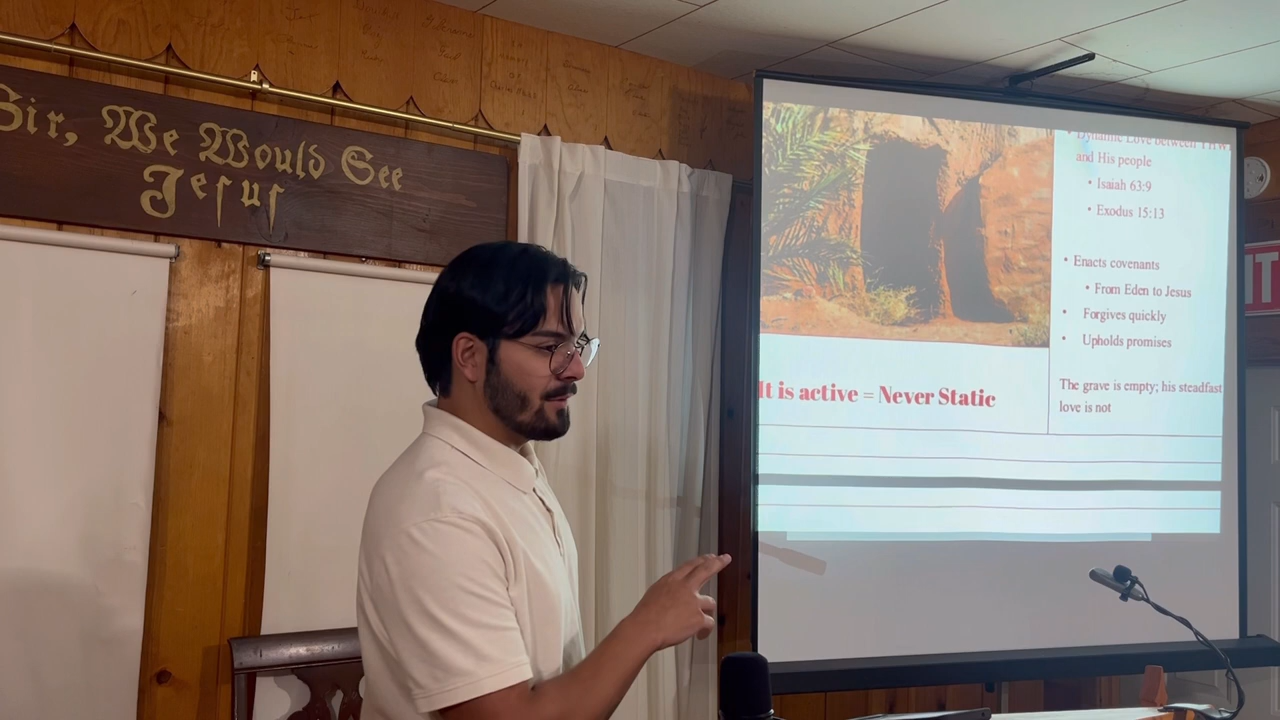 Sir, We Would See
Jesus
• Dynamic Love between YHW
and His people
• Isaiah 63:9
• Exodus 15:13
• Enacts covenants
• From Eden to Jesus
• Forgives quickly
• Upholds promises
The grave is empty; his steadfast
love is not
It is active = Never Static
IT